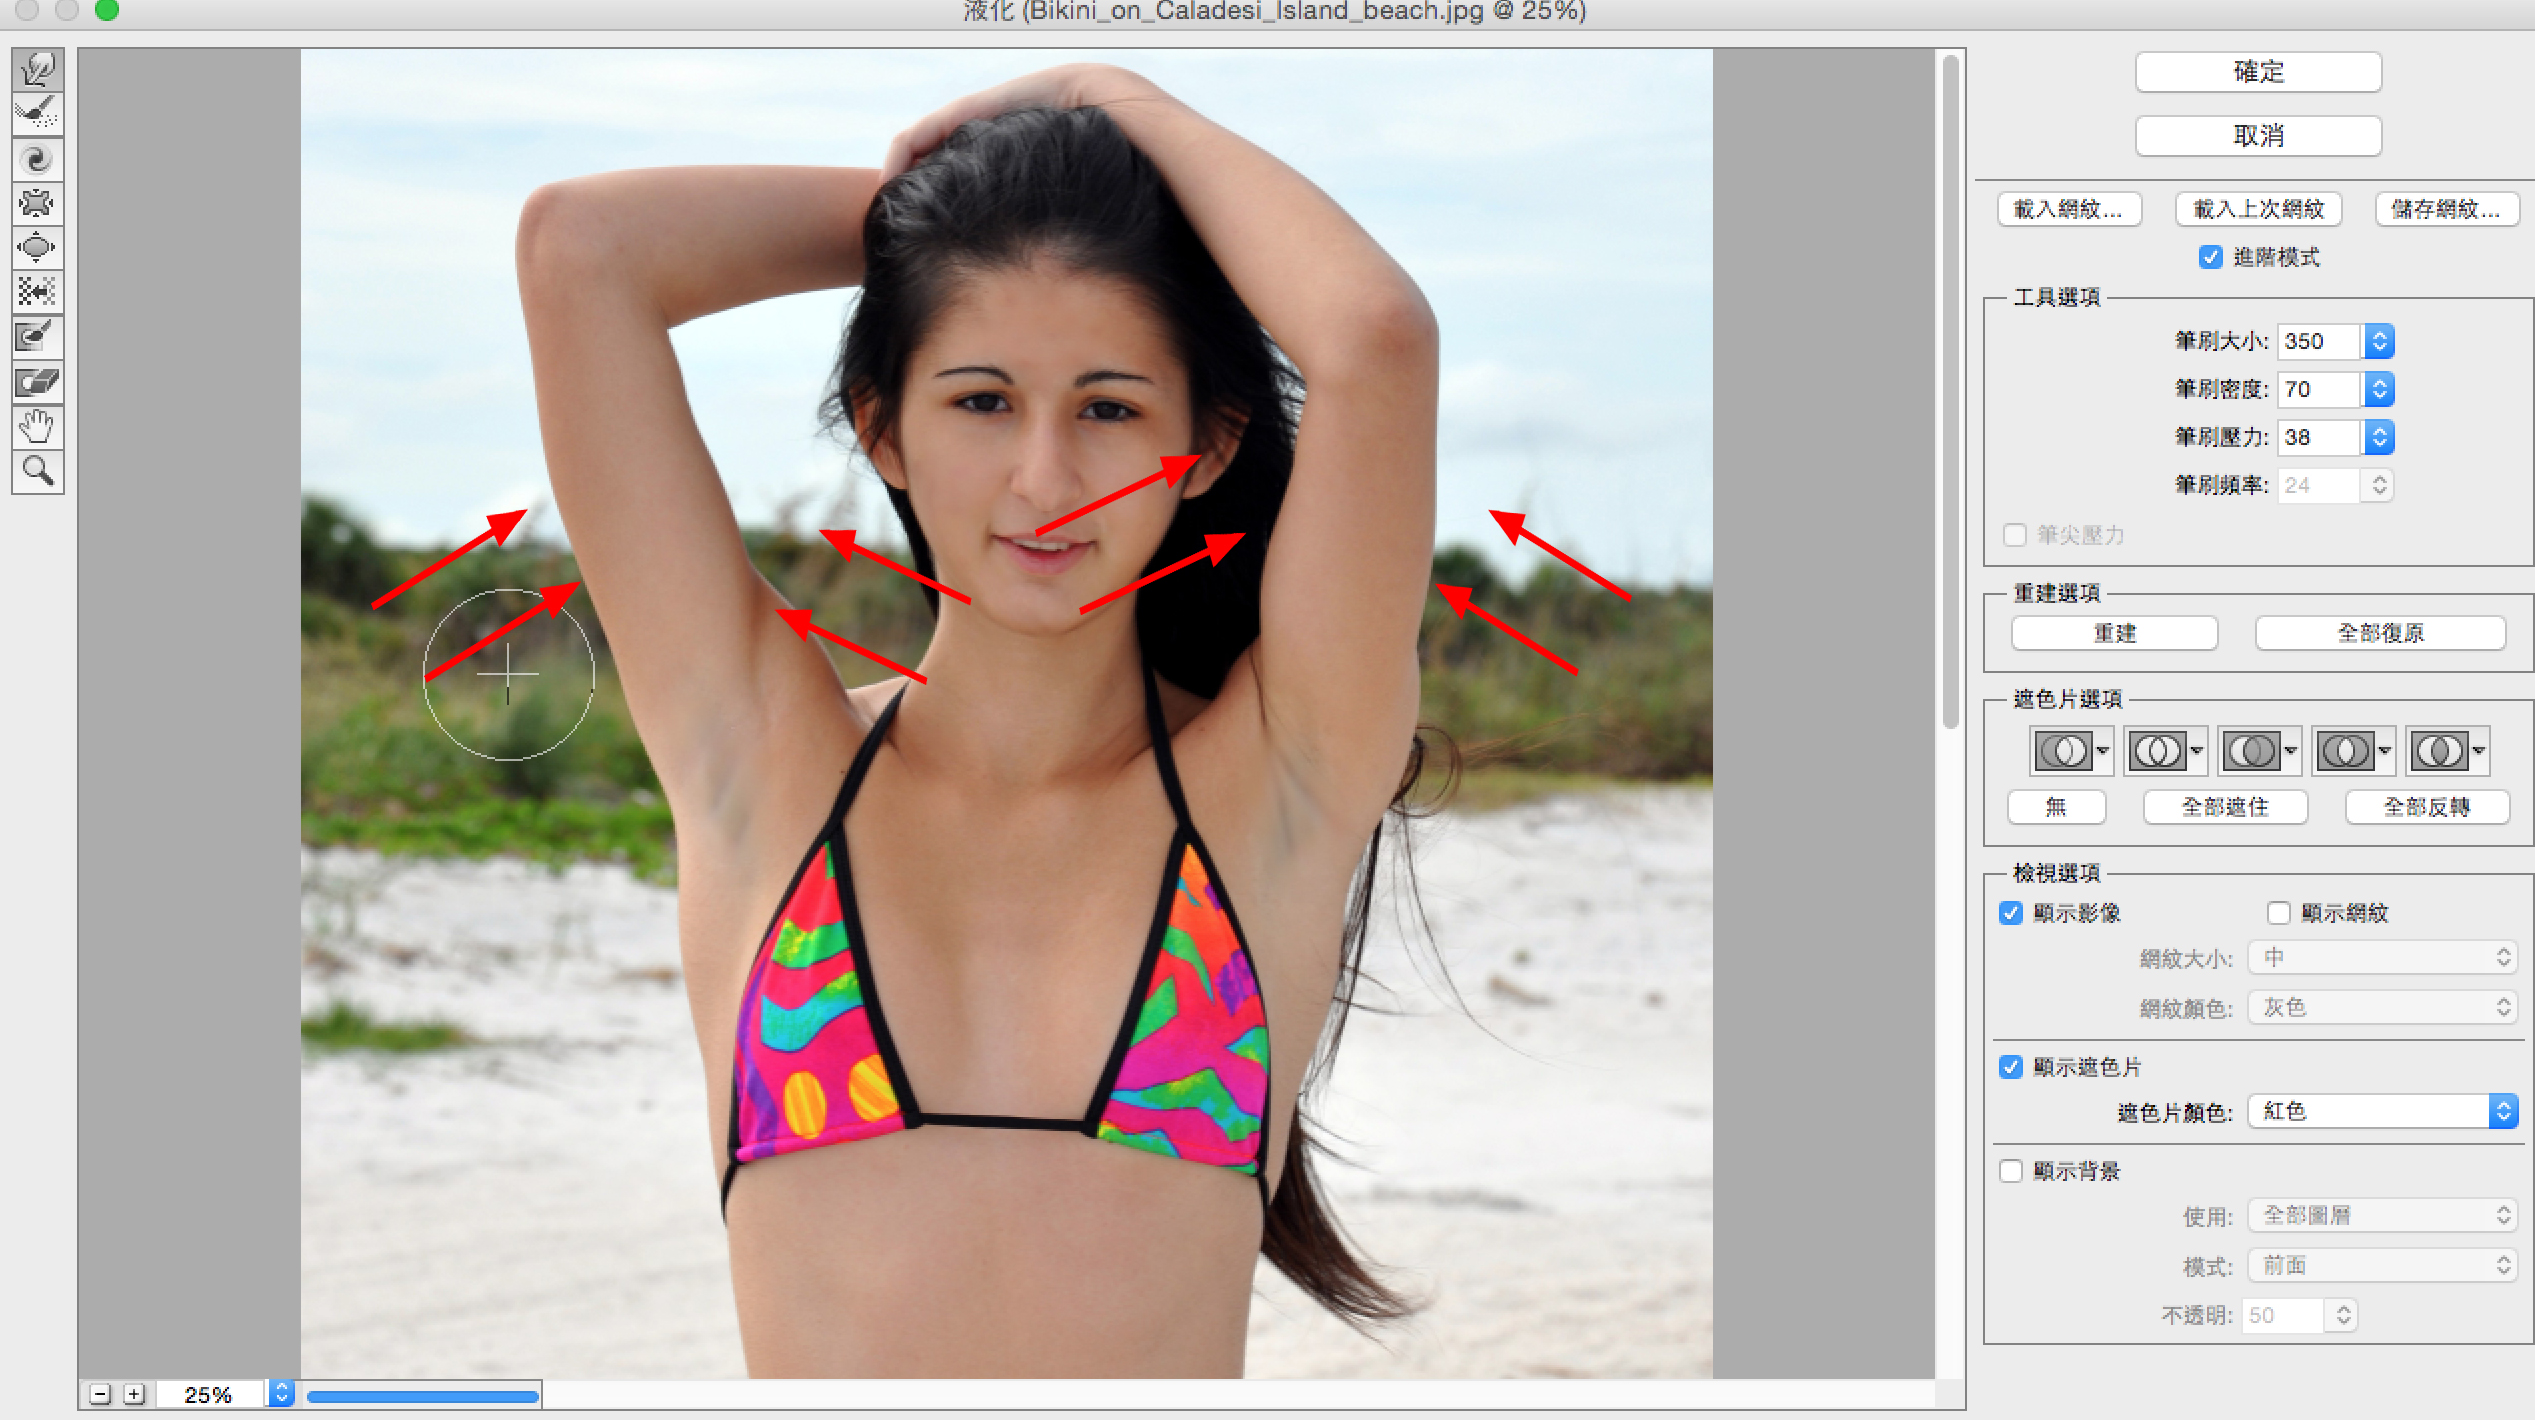 液化 (Bikini_on_Caladesi_Island_beach.jpg @ 25%)
確定
取消
載入網紋... 載入上次網紋 儲存網紋...
進階模式
工具選項
筆刷大小: 350
筆刷密度: 70
筆刷壓力: 38
筆刷頻率: 24
筆尖壓力
重建選項
重建 全部復原
遮色片選項
無 全部遮住 全部反轉
檢視選項
顯示影像 顯示網紋
網紋大小: 中
網紋顏色: 灰色
顯示遮色片
遮色片顏色: 紅色
顯示背景
使用: 全部圖層
模式: 前面
不透明: 50
25%